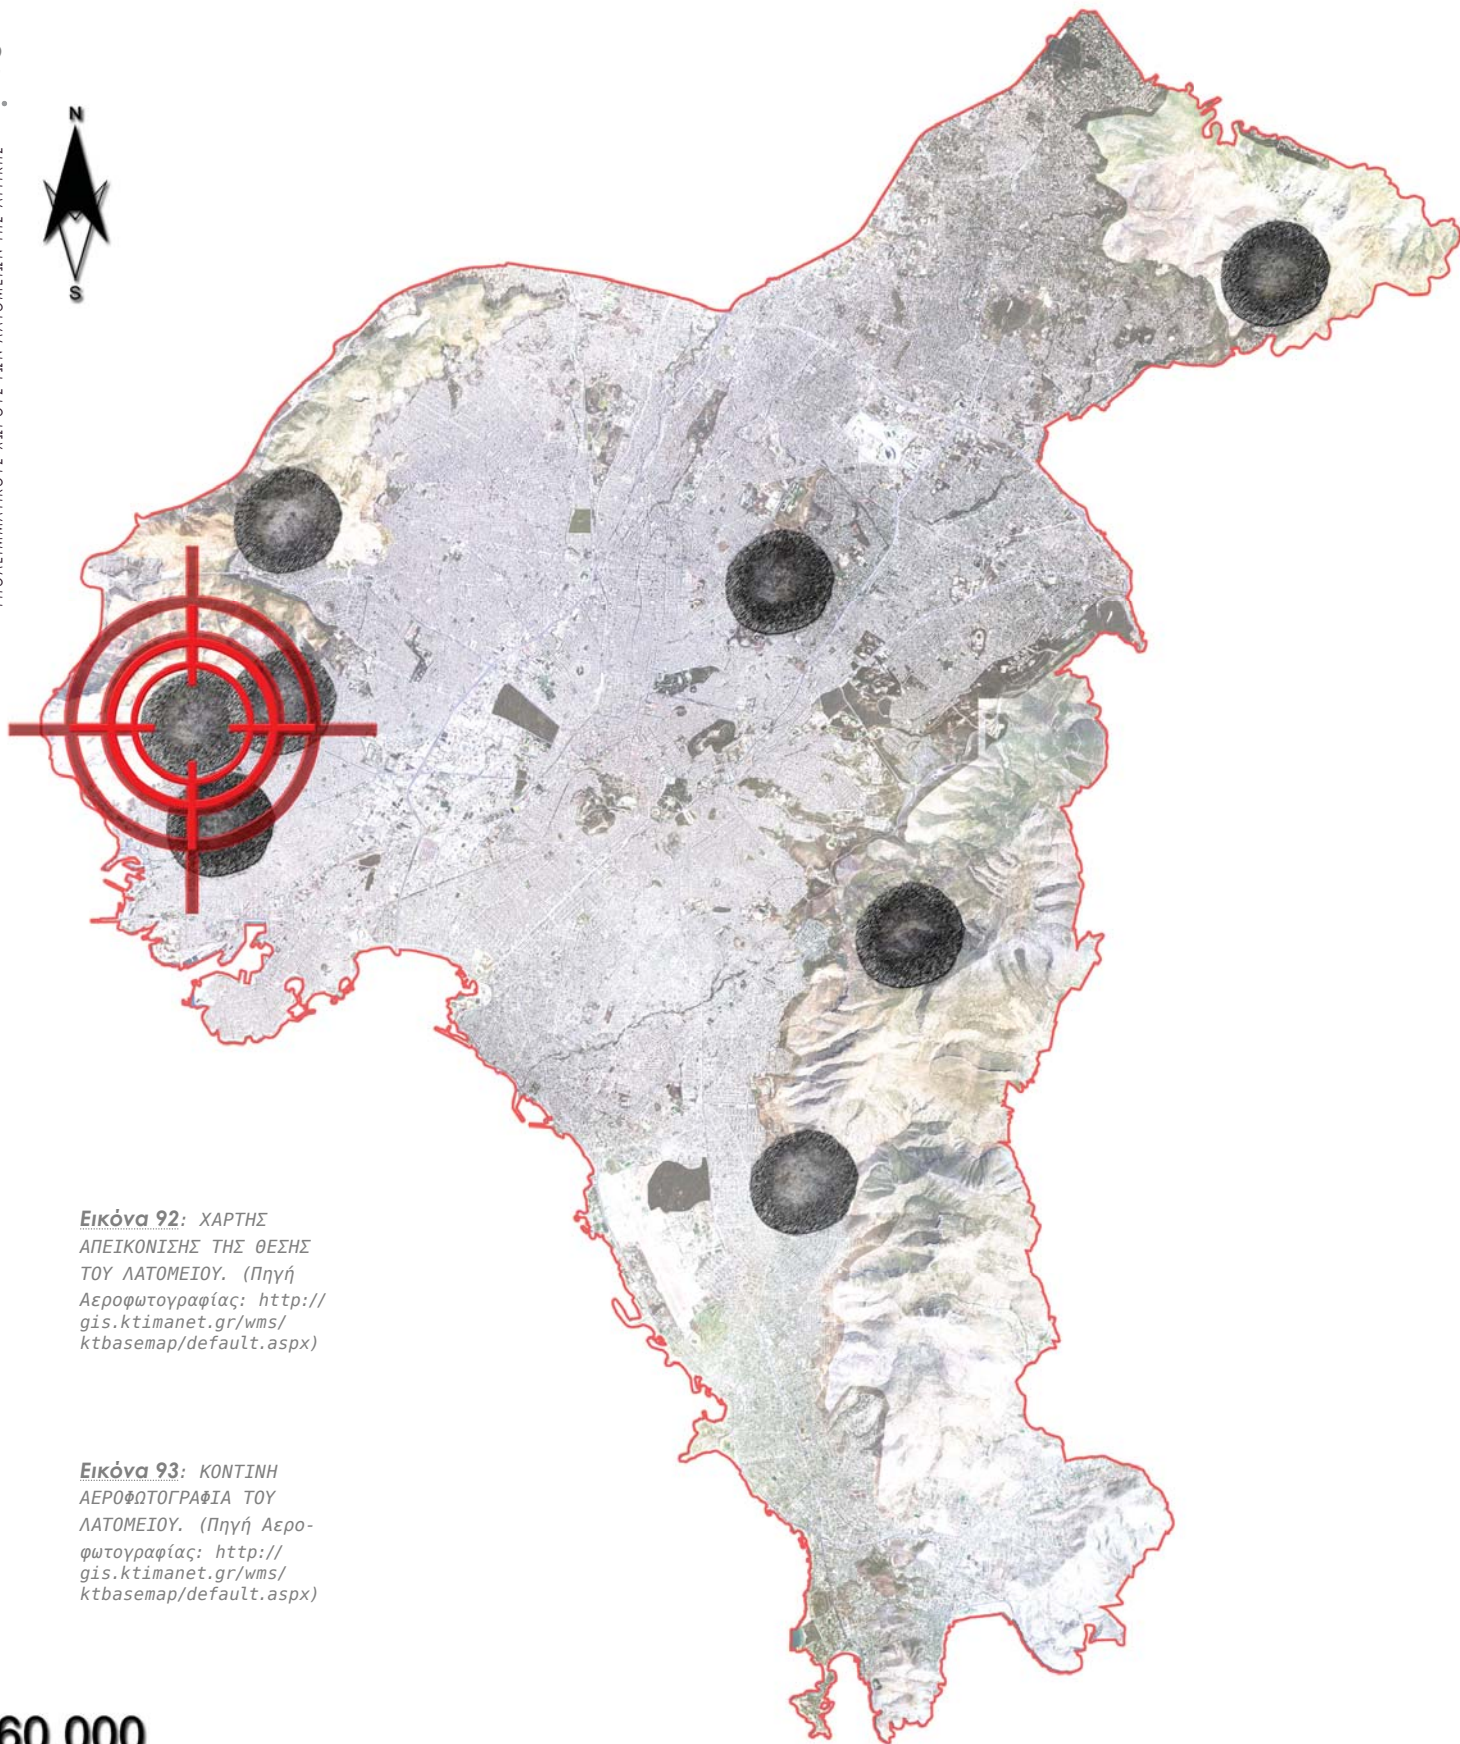 N
S
Εικόνα 92: ΧΑΡΤΗΣ
ΑΠΕΙΚΟΝΙΣΗΣ ΤΗΣ ΘΕΣΗΣ
ΤΟΥ ΛΑΤΟΜΕΙΟΥ. (Πηγή
Αεροφωτογραφίας: http://
gis.ktimanet.gr/wms/
ktbasemap/default.aspx)
Εικόνα 93: ΚΟΝΤΙΝΗ
ΑΕΡΟΦΩΤΟΓΡΑΦΙΑ ΤΟΥ
ΛΑΤΟΜΕΙΟΥ. (Πηγή Αερο-
φωτογραφίας: http://
gis.ktimanet.gr/wms/
ktbasemap/default.aspx)
60.000